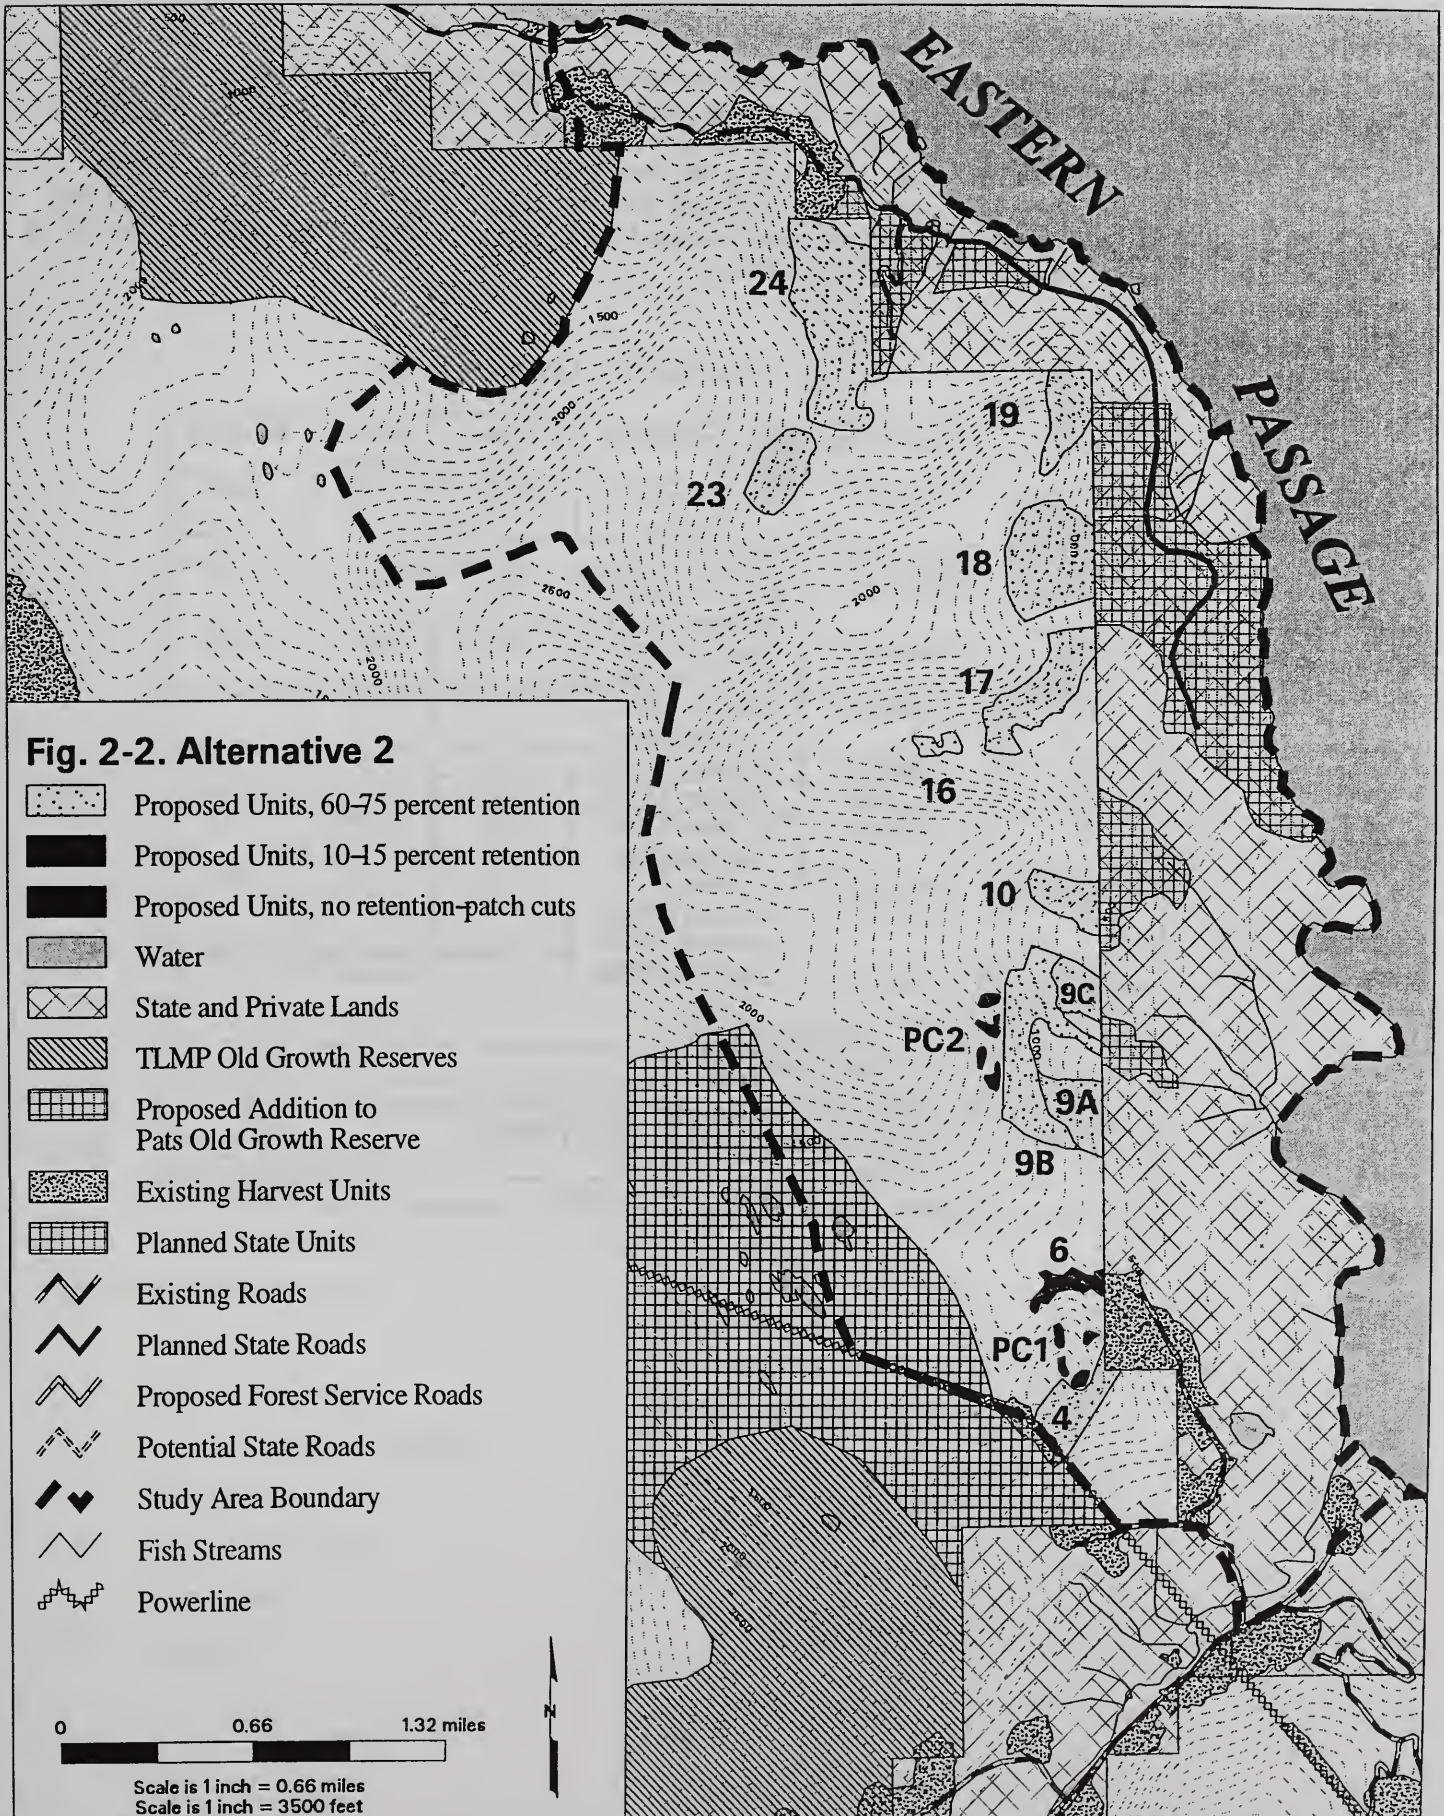 500
1000
EASTERN
2000
24
1500
2000
PASSAGE
19
23
18
2600
2000
2000
17
16
Fig. 2-2. Alternative 2
Proposed Units, 60-75 percent retention
Proposed Units, 10-15 percent retention
Proposed Units, no retention-patch cuts
Water
State and Private Lands
TLMP Old Growth Reserves
Proposed Addition to
Pats Old Growth Reserve
Existing Harvest Units
Planned State Units
Existing Roads
Planned State Roads
Proposed Forest Service Roads
Potential State Roads
Study Area Boundary
Fish Streams
Powerline
10
9C
2000
PC2
9A
9B
6
PC1
4
N
0 0.66 1.32 miles
Scale is 1 inch = 0.66 miles
Scale is 1 inch = 3500 feet